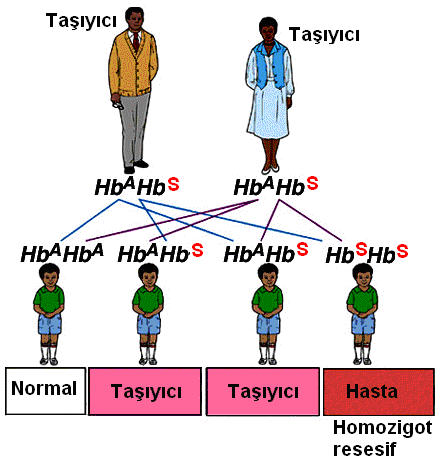 Taşıyıcı
Taşıyıcı
HbᴬHbˢ HbᴬHbˢ
HbᴬHbᴬ HbᴬHbˢ HbᴬHbˢ HbˢHbˢ
Normal Taşıyıcı Taşıyıcı Hasta
Homozigot
resesif